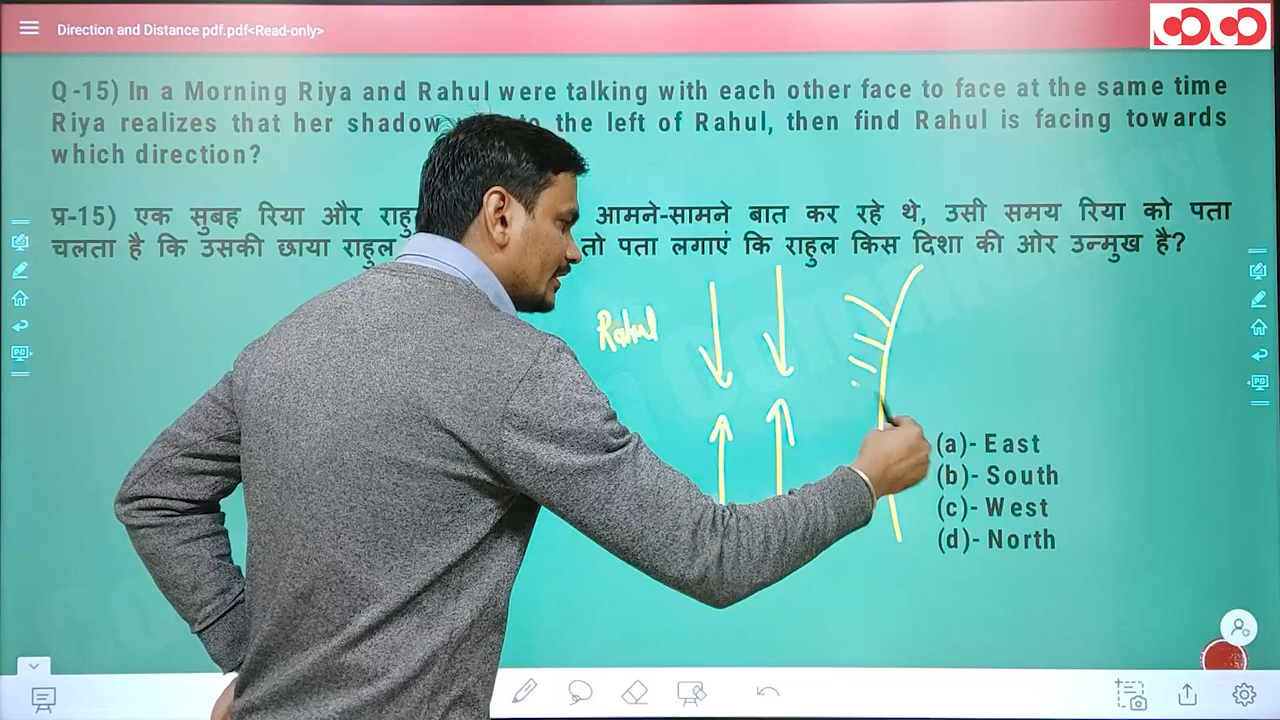 Direction and Distance pdf.pdf<Read-only>
Q-15) In a Morning Riya and Rahul were talking with each other face to face at the same time
Riya realizes that her shadow the left of Rahul, then find Rahul is facing towards
which direction?
प्र-15) एक सुबह रिया और आमने-सामने बात कर रहे थे, उसी समय रिया को पता
चलता है कि उसकी छाया राहुल तो पता लगाएं कि राहुल किस दिशा की ओर उन्मुख है?
Rahul
(a)- East
(b)- South
(c)- West
(d)- North